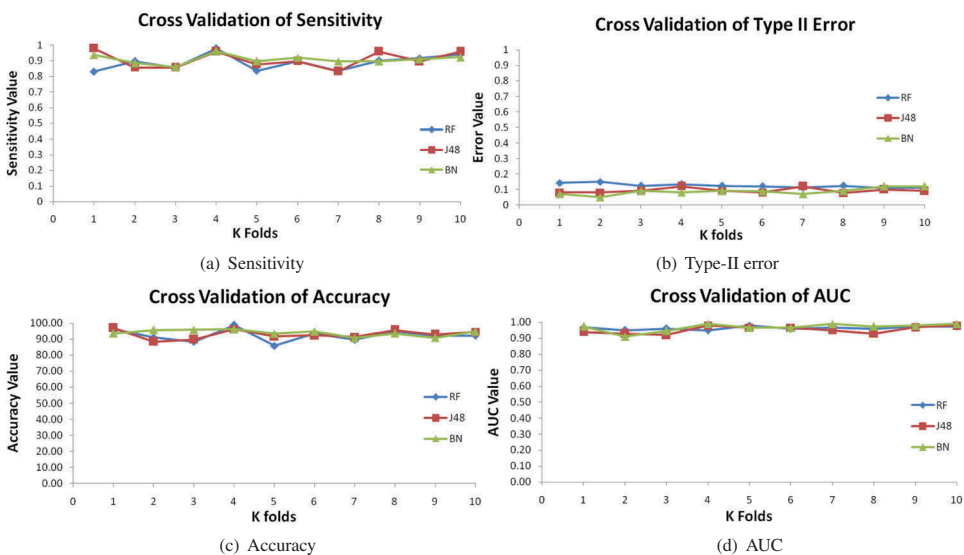 Cross Validation of Sensitivity
Sensitivity Value
1
0.9
0.8
0.7
0.6
0.5
0.4
0.3
0.2
0.1
0
RF
J48
BN
0 1 2 3 4 5 6 7 8 9 10
K Folds
(a) Sensitivity
Cross Validation of Type II Error
Error Value
1
0.9
0.8
0.7
0.6
0.5
0.4
0.3
0.2
0.1
0
RF
J48
BN
0 1 2 3 4 5 6 7 8 9 10
K folds
(b) Type-II error
Cross Validation of Accuracy
Accuracy Value
100.00
90.00
80.00
70.00
60.00
50.00
40.00
30.00
20.00
10.00
0.00
RF
J48
BN
0 1 2 3 4 5 6 7 8 9 10
K folds
(c) Accuracy
Cross Validation of AUC
AUC Value
1.00
0.90
0.80
0.70
0.60
0.50
0.40
0.30
0.20
0.10
0.00
RF
J48
BN
0 1 2 3 4 5 6 7 8 9 10
K Folds
(d) AUC